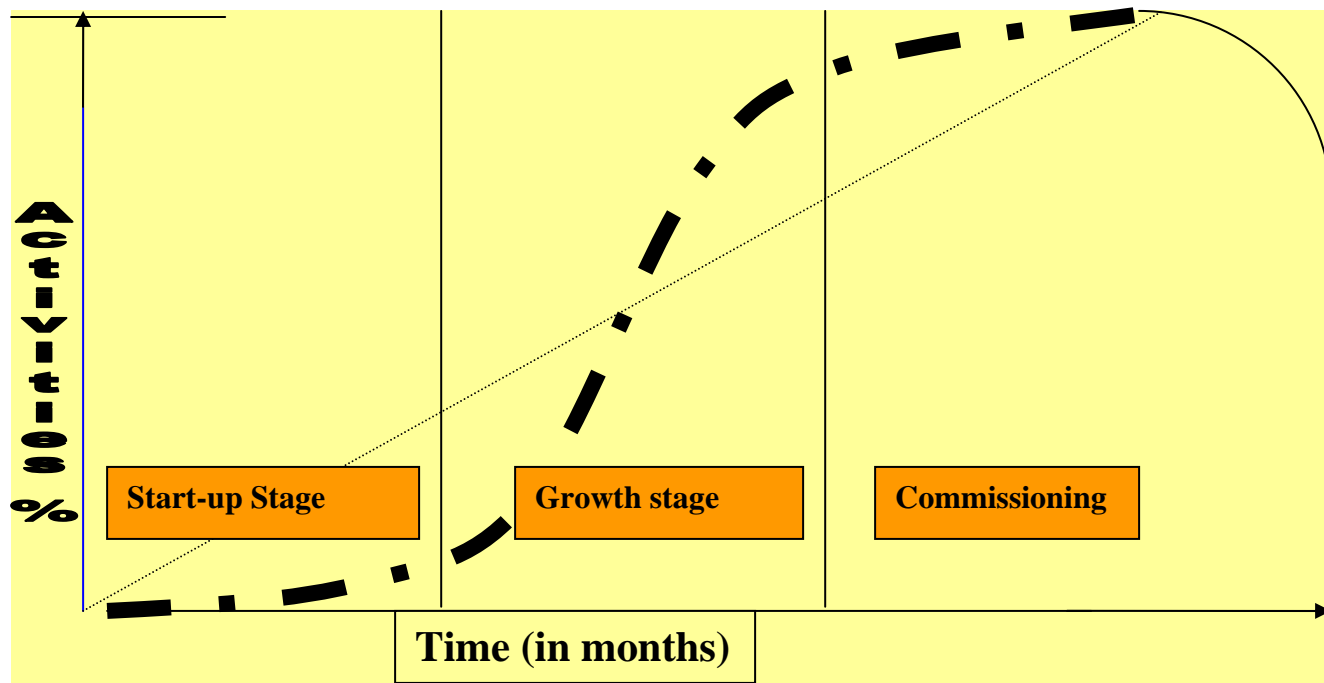 Activities %
Start-up Stage
Growth stage
Commissioning
Time (in months)